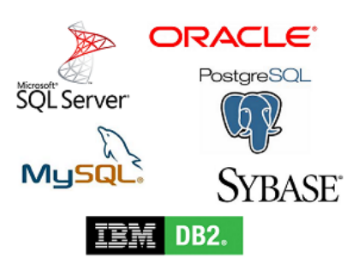 ORACLE®
Microsoft®
SQL Server®
PostgreSQL
MySQL®
SYBASE®
IBM DB2®